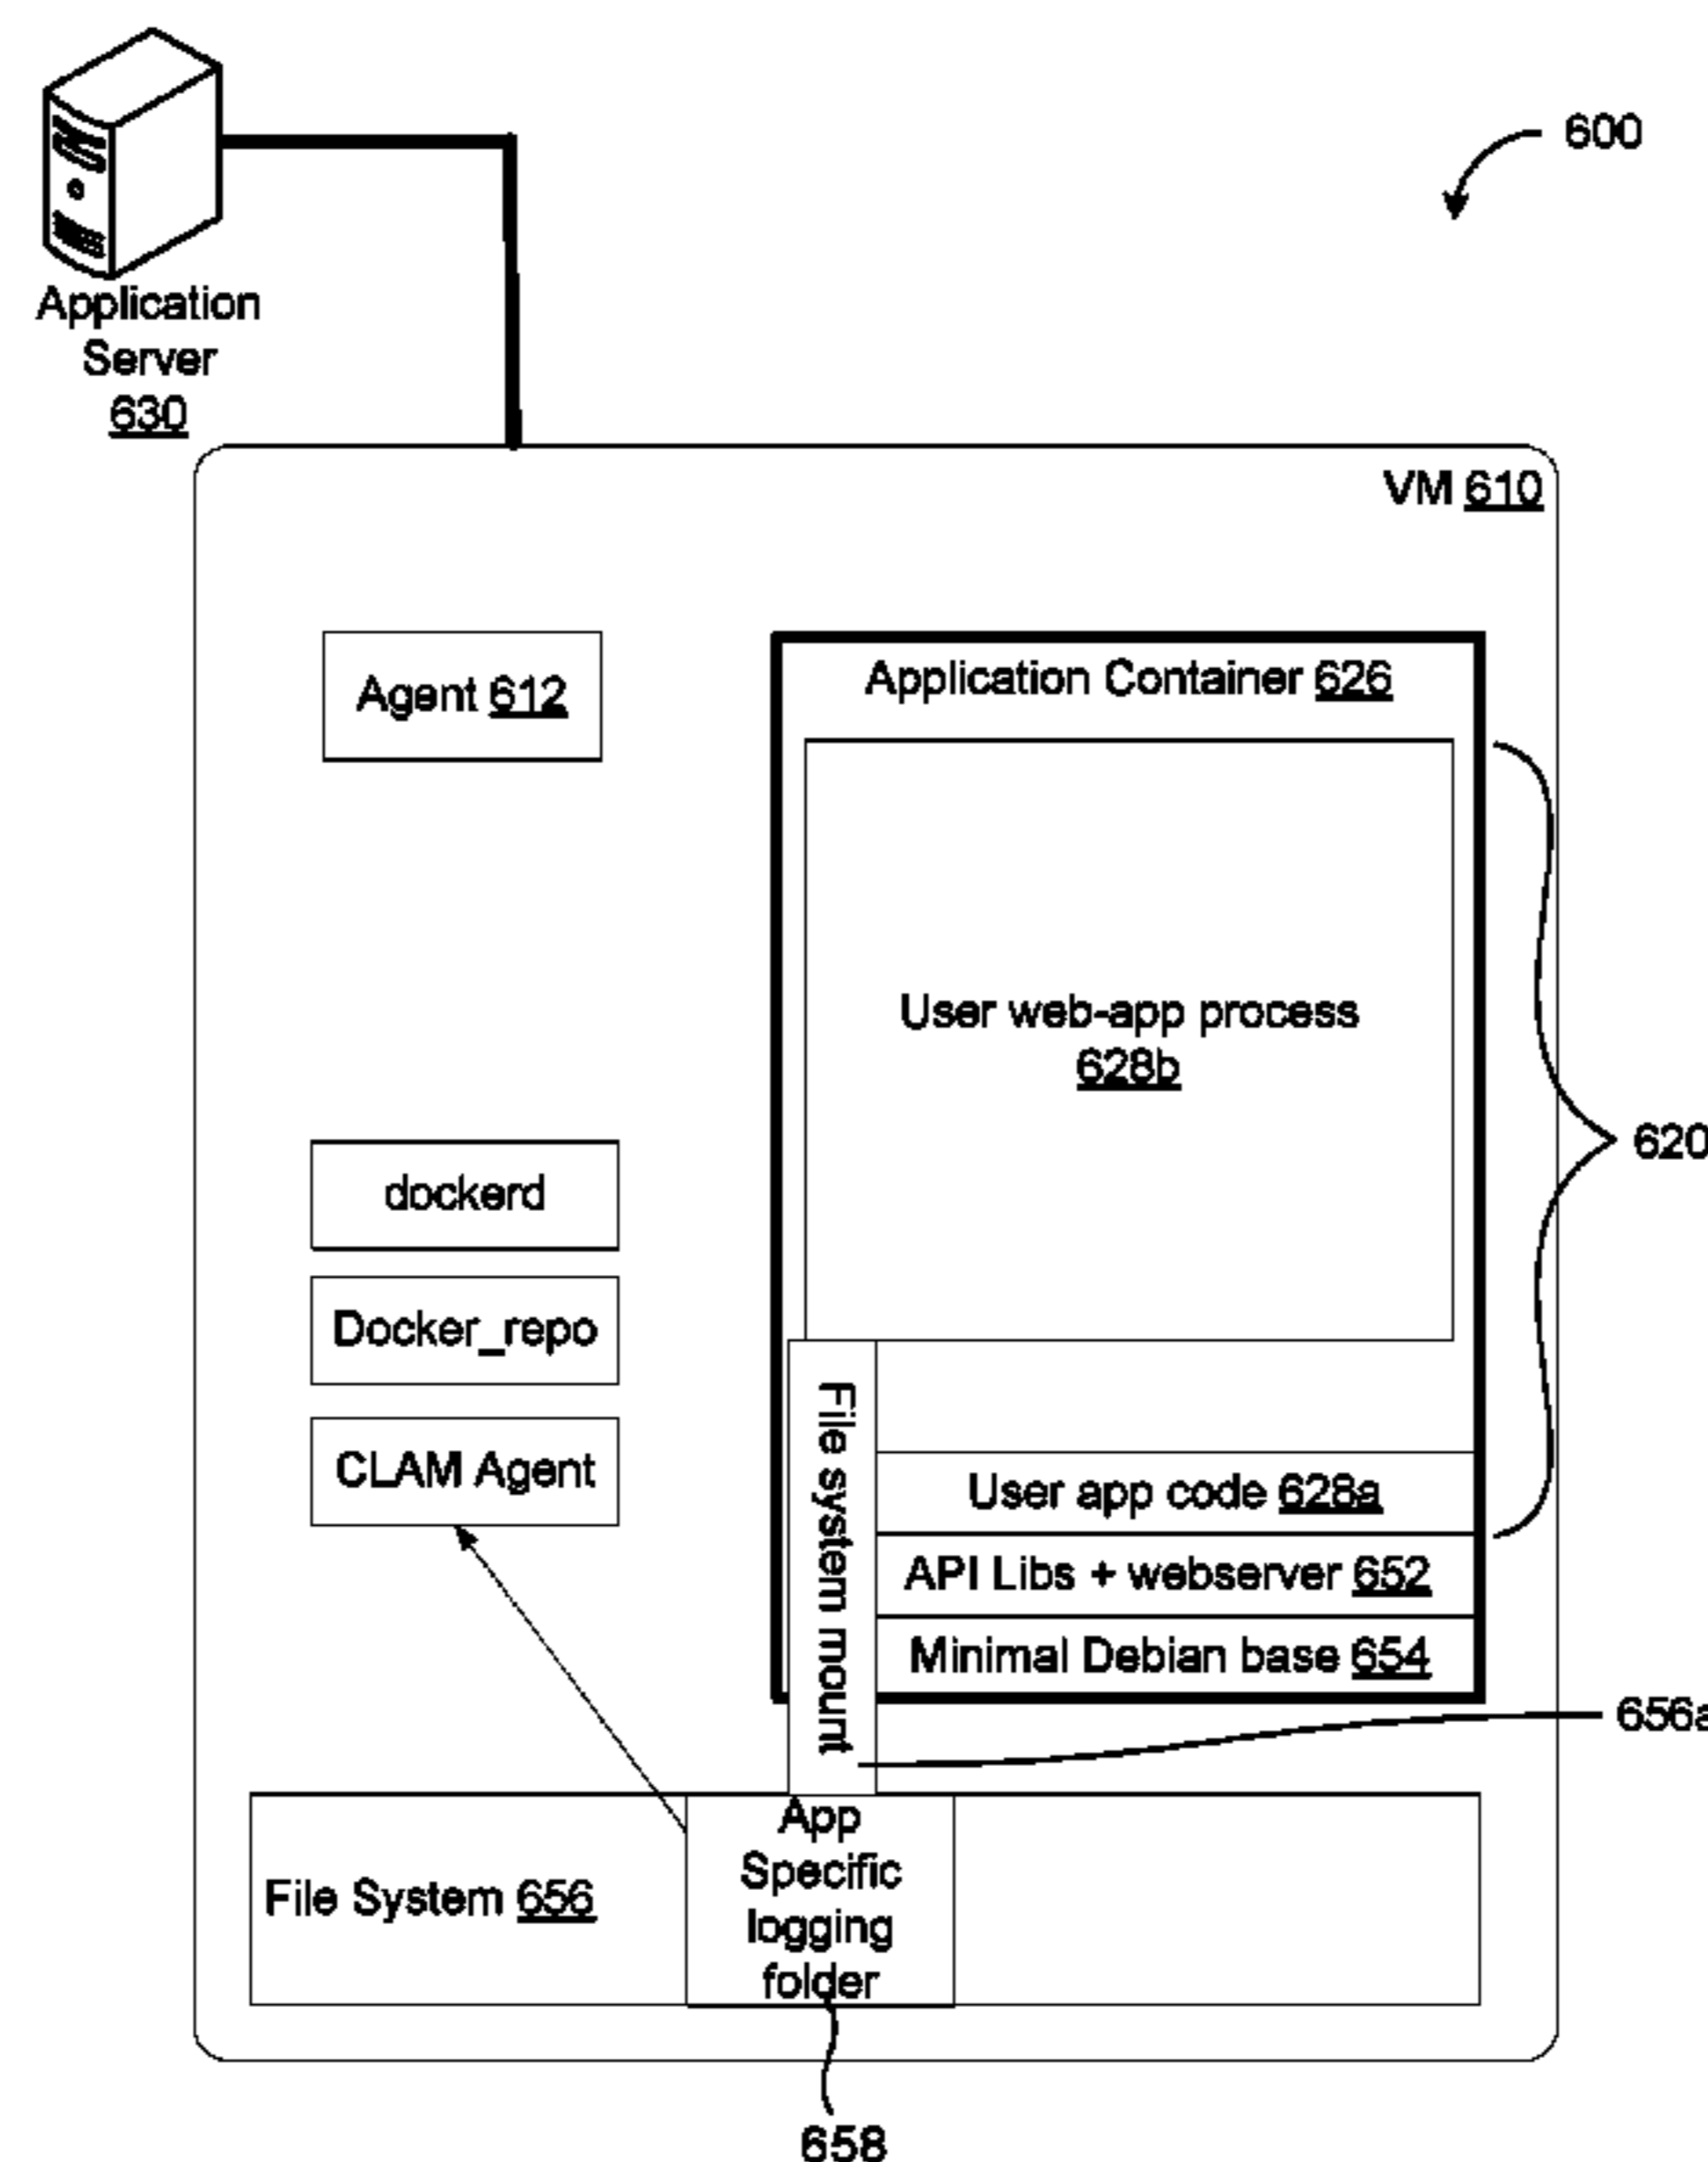 600
Application
Server
630
VM 610
Agent 612
Application Container 626
User web-app process
628b
620
dockerd
Docker_repo
CLAM Agent
File system mount
User app code 628a
API Libs + webserver 652
Minimal Debian base 654
656a
App
Specific
logging
folder
File System 656
658